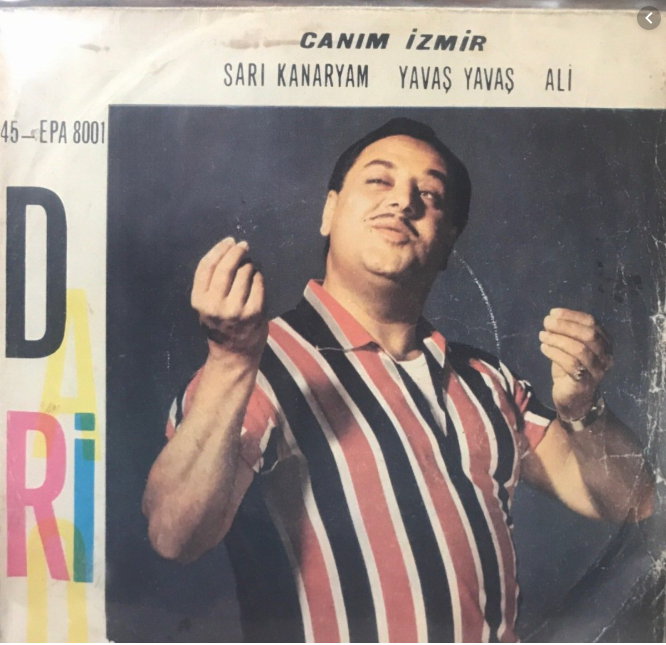 CANIM İZMİR
SARI KANARYAM YAVAŞ YAVAŞ ALİ
45-EPA 8001
DARİO